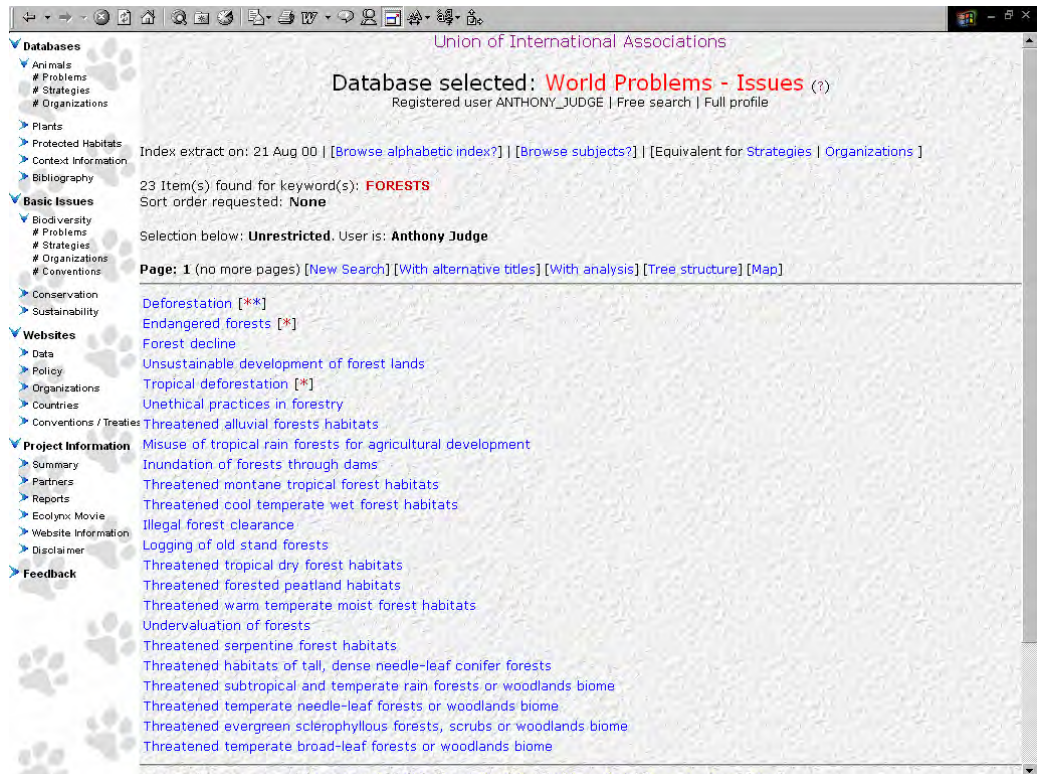 Databases
Animals
# Problems
# Strategies
# Organizations
Plants
Protected Habitats
Context Information
Bibliography
Basic Issues
Biodiversity
# Problems
# Strategies
# Organizations
# Conventions
Conservation
Sustainability
Websites
Data
Policy
Organizations
Countries
Conventions / Treaties
Project Information
Summary
Partners
Reports
Ecolynx Movie
Website Information
Disclaimer
Feedback
Union of International Associations
Database selected: World Problems - Issues (?)
Registered user ANTHONY_JUDGE | Free search | Full profile
Index extract on: 21 Aug 00 | [Browse alphabetic index?] | [Browse subjects?] | [Equivalent for Strategies | Organizations ]
23 Item(s) found for keyword(s): FORESTS
Sort order requested: None
Selection below: Unrestricted. User is: Anthony Judge
Page: 1 (no more pages) [New Search] [With alternative titles] [With analysis] [Tree structure] [Map]
Deforestation [**]
Endangered forests [*]
Forest decline
Unsustainable development of forest lands
Tropical deforestation [*]
Unethical practices in forestry
Threatened alluvial forests habitats
Misuse of tropical rain forests for agricultural development
Inundation of forests through dams
Threatened montane tropical forest habitats
Threatened cool temperate wet forest habitats
Illegal forest clearance
Logging of old stand forests
Threatened tropical dry forest habitats
Threatened forested peatland habitats
Threatened warm temperate moist forest habitats
Undervaluation of forests
Threatened serpentine forest habitats
Threatened habitats of tall, dense needle-leaf conifer forests
Threatened subtropical and temperate rain forests or woodlands biome
Threatened temperate needle-leaf forests or woodlands biome
Threatened evergreen sclerophyllous forests, scrubs or woodlands biome
Threatened temperate broad-leaf forests or woodlands biome